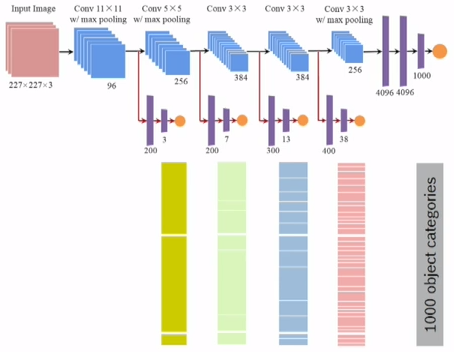 Input Image
Conv 11×11
w/ max pooling
Conv 5×5
w/ max pooling
Conv 3×3
Conv 3×3
Conv 3×3
w/ max pooling
227×227×3
96
256
384
384
256
4096
4096
1000
200
3
200
7
300
13
400
38
1000 object categories